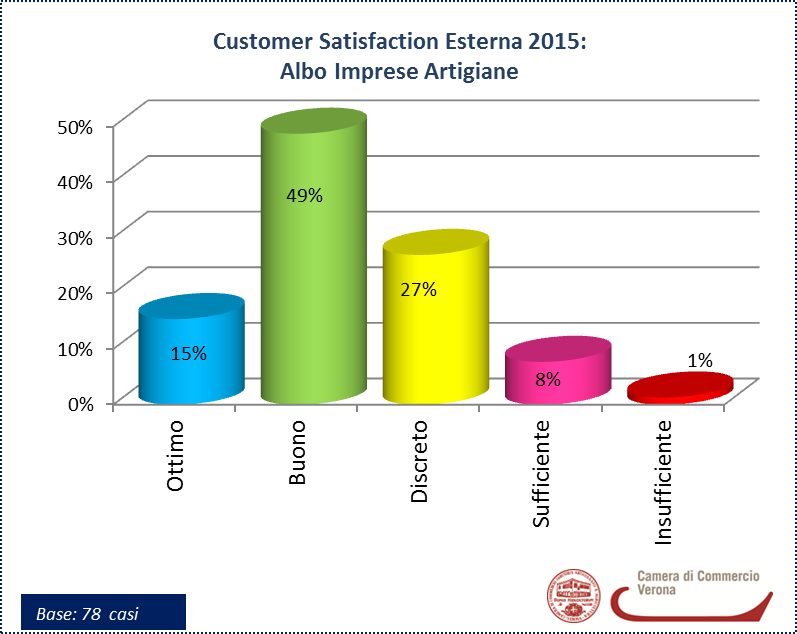 Customer Satisfaction Esterna 2015:
Albo Imprese Artigiane
50%
40%
30%
20%
10%
0%
15%
49%
27%
8%
1%
Ottimo
Buono
Discreto
Sufficiente
Insufficiente
Base: 78 casi
Camera di Commercio
Verona